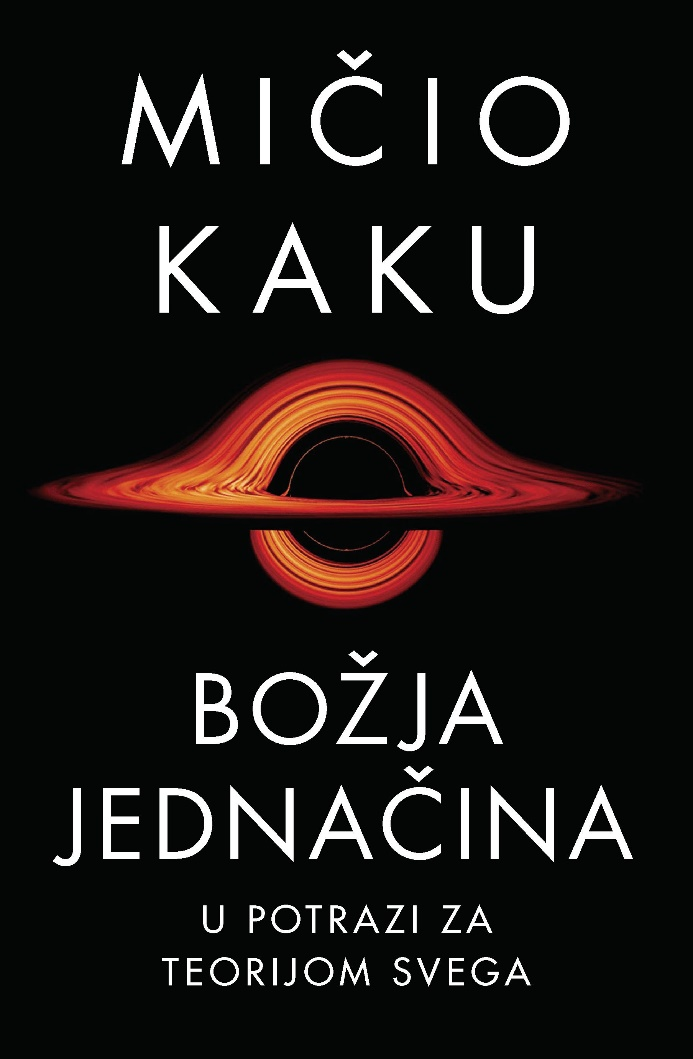 MIČIO
KAKU
BOŽJA
JEDNAČINA
U POTRAZI ZA
TEORIJOM SVEGA